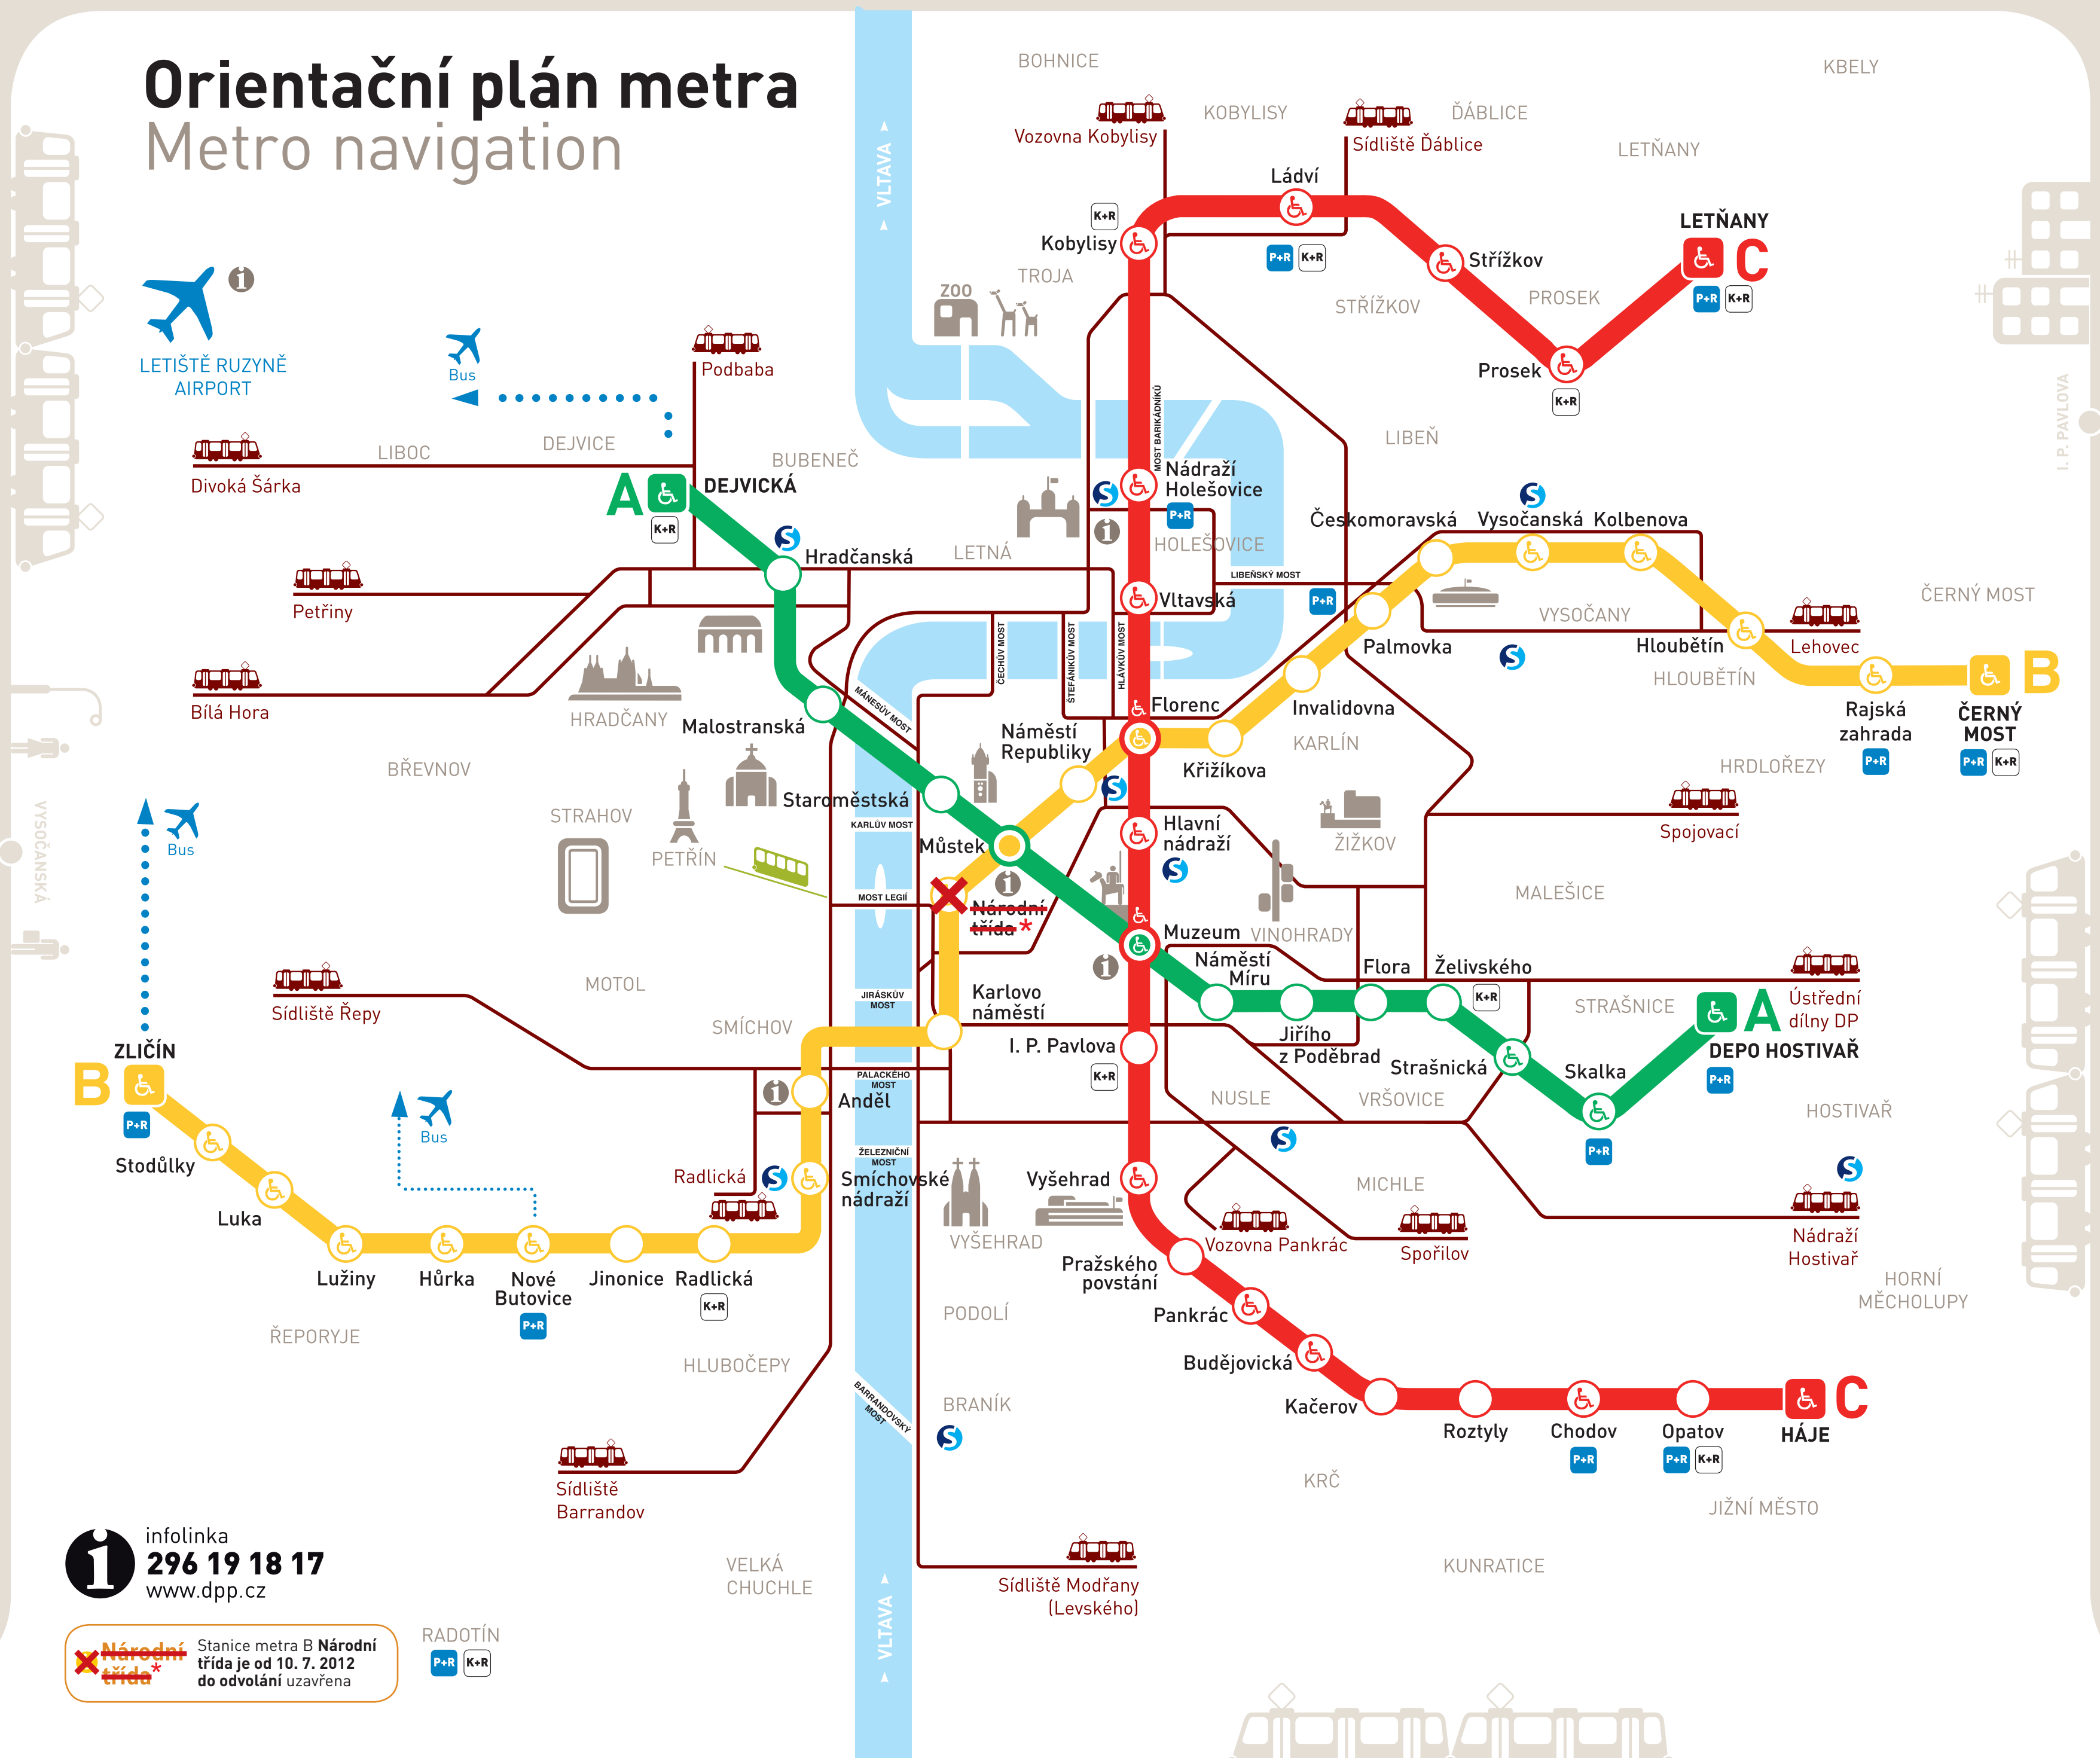 Orientační plán metra
Metro navigation
BOHNICE
KBELY
Vozovna Kobylisy
KOBYLISY
ĎÁBLICE
Sídliště Ďáblice
LETŇANY
VLTAVA
Ládví
K+R
Kobylisy
P+R
K+R
Střížkov
LETŇANY
C
P+R
K+R
TROJA
ZOO
STŘÍŽKOV
PROSEK
Prosek
K+R
I. P. PAVLOVA
LETIŠTĚ RUZYNĚ
AIRPORT
Bus
Podbaba
LIBOC
DEJVICE
BUBENEČ
Divoká Šárka
A
DEJVICKÁ
K+R
MOST BARIKÁDNÍKŮ
LIBEŇ
Nádraží
Holešovice
P+R
HOLEŠOVICE
LETNÁ
Hradčanská
Českomoravská
Vysočanská
Kolbenova
LIBEŇSKÝ MOST
Petřiny
Vltavská
P+R
VYSOČANY
ČERNÝ MOST
Palmovka
Hloubětín
Lehovec
HLOUBĚTÍN
B
Bílá Hora
HRADČANY
Malostranská
MÁNESŮV MOST
ČECHŮV MOST
ŠTEFÁNIKŮV MOST
HLÁVKŮV MOST
Florenc
Invalidovna
Rajská
zahrada
P+R
ČERNÝ
MOST
P+R
K+R
Náměstí
Republiky
KARLÍN
Křižíkova
HRDLOŘEZY
BŘEVNOV
VYSOČANSKÁ
Bus
STRAHOV
PETŘÍN
Staroměstská
KARLŮV MOST
Můstek
Hlavní
nádraží
ŽIŽKOV
Spojovací
MALEŠICE
MOST LEGIÍ
Národní
třída *
Muzeum
VINOHRADY
Náměstí
Míru
Flora
Želivského
K+R
STRAŠNICE
Ústřední
dílny DP
MOTOL
Sídliště Řepy
SMÍCHOV
JIRÁSKŮV
MOST
Karlovo
náměstí
I. P. Pavlova
K+R
Jiřího
z Poděbrad
Strašnická
Skalka
P+R
A
DEPO HOSTIVAŘ
P+R
HOSTIVAŘ
ZLIČÍN
B
P+R
Stodůlky
Bus
PALACKÉHO
MOST
Anděl
NUSLE
VRŠOVICE
ŽELEZNIČNÍ
MOST
Radlická
Smíchovské
nádraží
Vyšehrad
VYŠEHRAD
MICHLE
Luka
Vozovna Pankrác
Spořilov
Nádraží
Hostivař
HORNÍ
MĚCHOLUPY
Lužiny
Hůrka
Nové
Butovice
P+R
Jinonice
Radlická
K+R
Pražského
povstání
PODOLÍ
Pankrác
ŘEPORYJE
HLUBOČEPY
Budějovická
BARRANDOVSKÝ
MOST
BRANÍK
Kačerov
Roztyly
Chodov
P+R
Opatov
P+R
K+R
HÁJE
C
Sídliště
Barrandov
KRČ
JIŽNÍ MĚSTO
infolinka
296 19 18 17
www.dpp.cz
VELKÁ
CHUCHLE
Sídliště Modřany
(Levského)
KUNRATICE
VLTAVA
Národní
třída*
Stanice metra B Národní
třída je od 10. 7. 2012
do odvolání uzavřena
RADOTÍN
P+R
K+R